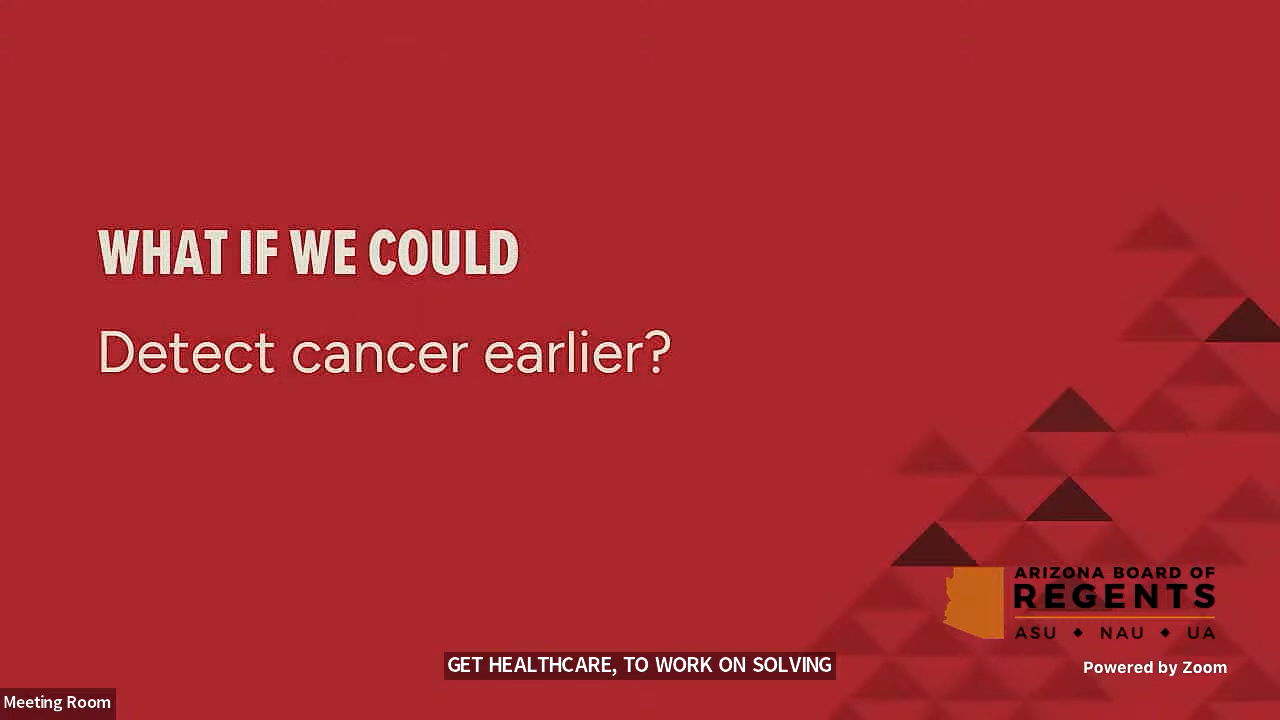 WHAT IF WE COULD
Detect cancer earlier?
ARIZONA BOARD OF
REGENTS
ASU ◆ NAU ◆ UA
GET HEALTHCARE, TO WORK ON SOLVING
Powered by Zoom
Meeting Room